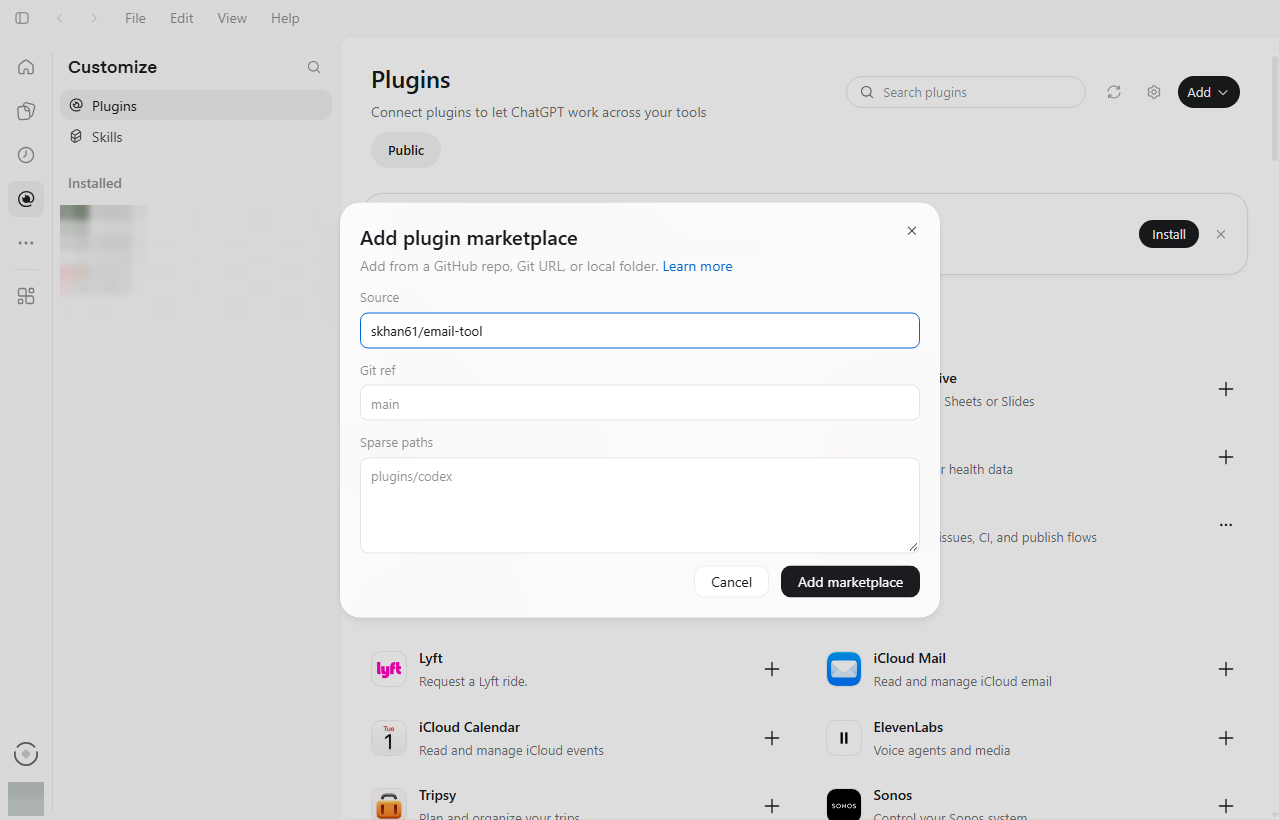 File Edit View Help
Customize
Plugins
Skills
Installed
Plugins
Connect plugins to let ChatGPT work across your tools
Search plugins
Add
Public
Install
Add plugin marketplace
Add from a GitHub repo, Git URL, or local folder. Learn more
Source
skhan61/email-tool
Git ref
main
Sparse paths
plugins/codex
Cancel
Add marketplace
ive
Sheets or Slides
r health data
issues, CI, and publish flows
lyft
Lyft
Request a Lyft ride.
iCloud Mail
Read and manage iCloud email
Tue
1
iCloud Calendar
Read and manage iCloud events
ElevenLabs
Voice agents and media
Tripsy
Plan and organize your trips
SONOS
Sonos
Control your Sonos system